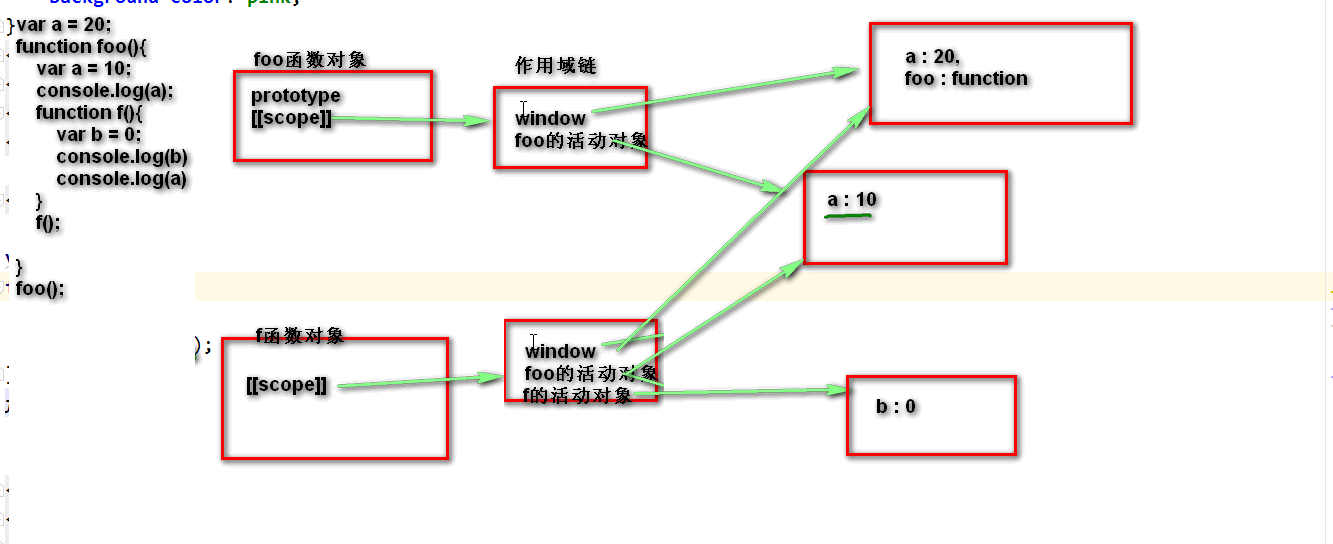 background-color: pink;
}var a = 20;
function foo(){
var a = 10;
console.log(a);
function f(){
var b = 0;
console.log(b)
console.log(a)
}
f();
}
foo();
foo函数对象
prototype
[[scope]]
作用域链
window
foo的活动对象
a : 20,
foo : function
a : 10
f函数对象
);
[[scope]]
window
foo的活动对象
f的活动对象
b : 0